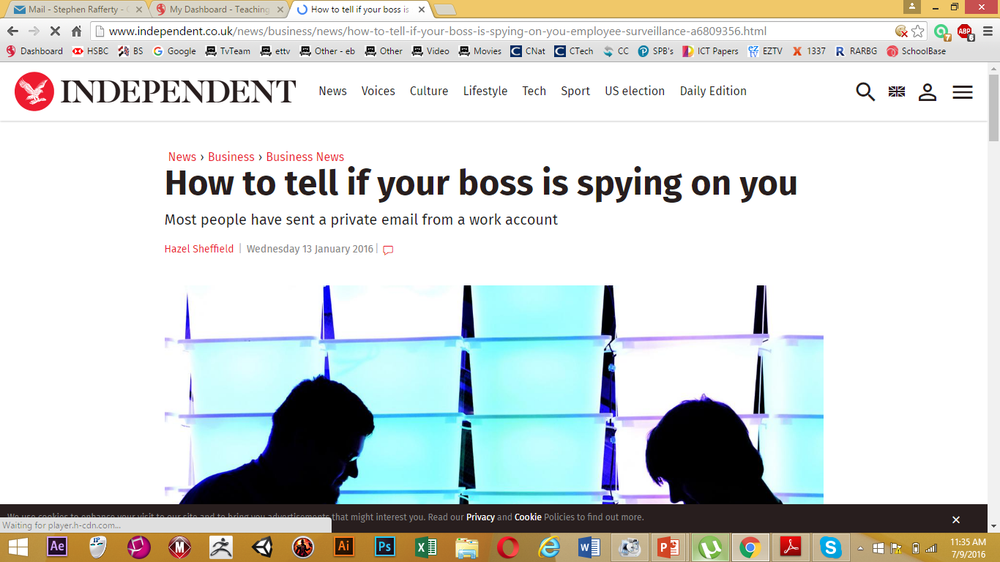 Mail - Stephen Rafferty -
My Dashboard - Teaching
How to tell if your boss is
www.independent.co.uk/news/business/news/how-to-tell-if-your-boss-is-spying-on-you-employee-surveillance-a6809356.html
7
ABP
6
Dashboard
HSBC
BS
Google
TvTeam
ettv
Other - eb
Other
Video
Movies
CNat
CTech
CC
SPB's
ICT Papers
EZTV
1337
RARBG
SchoolBase
INDEPENDENT
News
Voices
Culture
Lifestyle
Tech
Sport
US election
Daily Edition
News › Business › Business News
How to tell if your boss is spying on you
Most people have sent a private email from a work account
Hazel Sheffield | Wednesday 13 January 2016 |
We use cookies to enhance your visit to our site and to bring you advertisements that might interest you. Read our Privacy and Cookie Policies to find out more.
Waiting for player.h-cdn.com...
Ae
IP
M
Ai
Ps
11:35 AM
7/9/2016